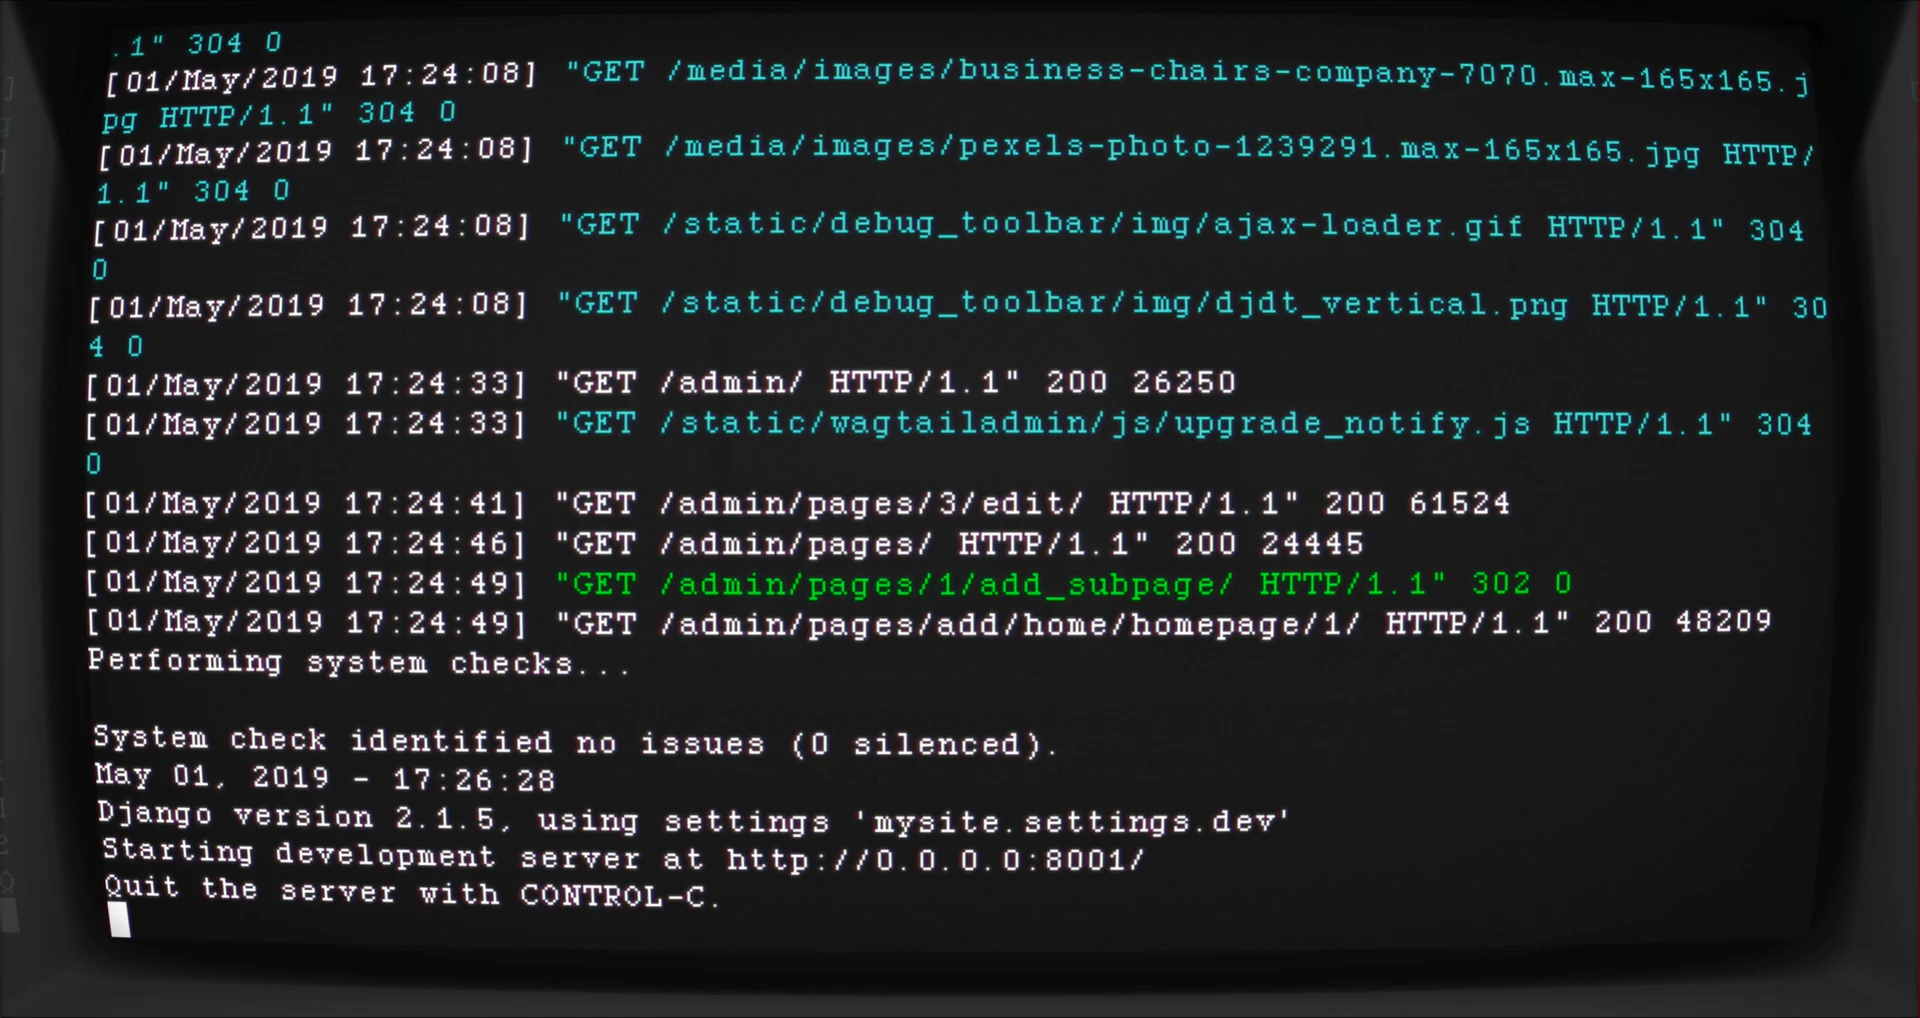 .1" 304 0
[01/May/2019 17:24:08] "GET /media/images/business-chairs-company-7070.max-165x165.j
pg HTTP/1.1" 304 0
[01/May/2019 17:24:08] "GET /media/images/pexels-photo-1239291.max-165x165.jpg HTTP/
1.1" 304 0
[01/May/2019 17:24:08] "GET /static/debug_toolbar/img/ajax-loader.gif HTTP/1.1" 304
0
[01/May/2019 17:24:08] "GET /static/debug_toolbar/img/djdt_vertical.png HTTP/1.1" 30
4 0
[01/May/2019 17:24:33] "GET /admin/ HTTP/1.1" 200 26250
[01/May/2019 17:24:33] "GET /static/wagtailadmin/js/upgrade_notify.js HTTP/1.1" 304
0
[01/May/2019 17:24:41] "GET /admin/pages/3/edit/ HTTP/1.1" 200 61524
[01/May/2019 17:24:46] "GET /admin/pages/ HTTP/1.1" 200 24445
[01/May/2019 17:24:49] "GET /admin/pages/1/add_subpage/ HTTP/1.1" 302 0
[01/May/2019 17:24:49] "GET /admin/pages/add/home/homepage/1/ HTTP/1.1" 200 48209
Performing system checks...
System check identified no issues (0 silenced).
May 01, 2019 - 17:26:28
Django version 2.1.5, using settings 'mysite.settings.dev'
Starting development server at http://0.0.0.0:8001/
Quit the server with CONTROL-C.